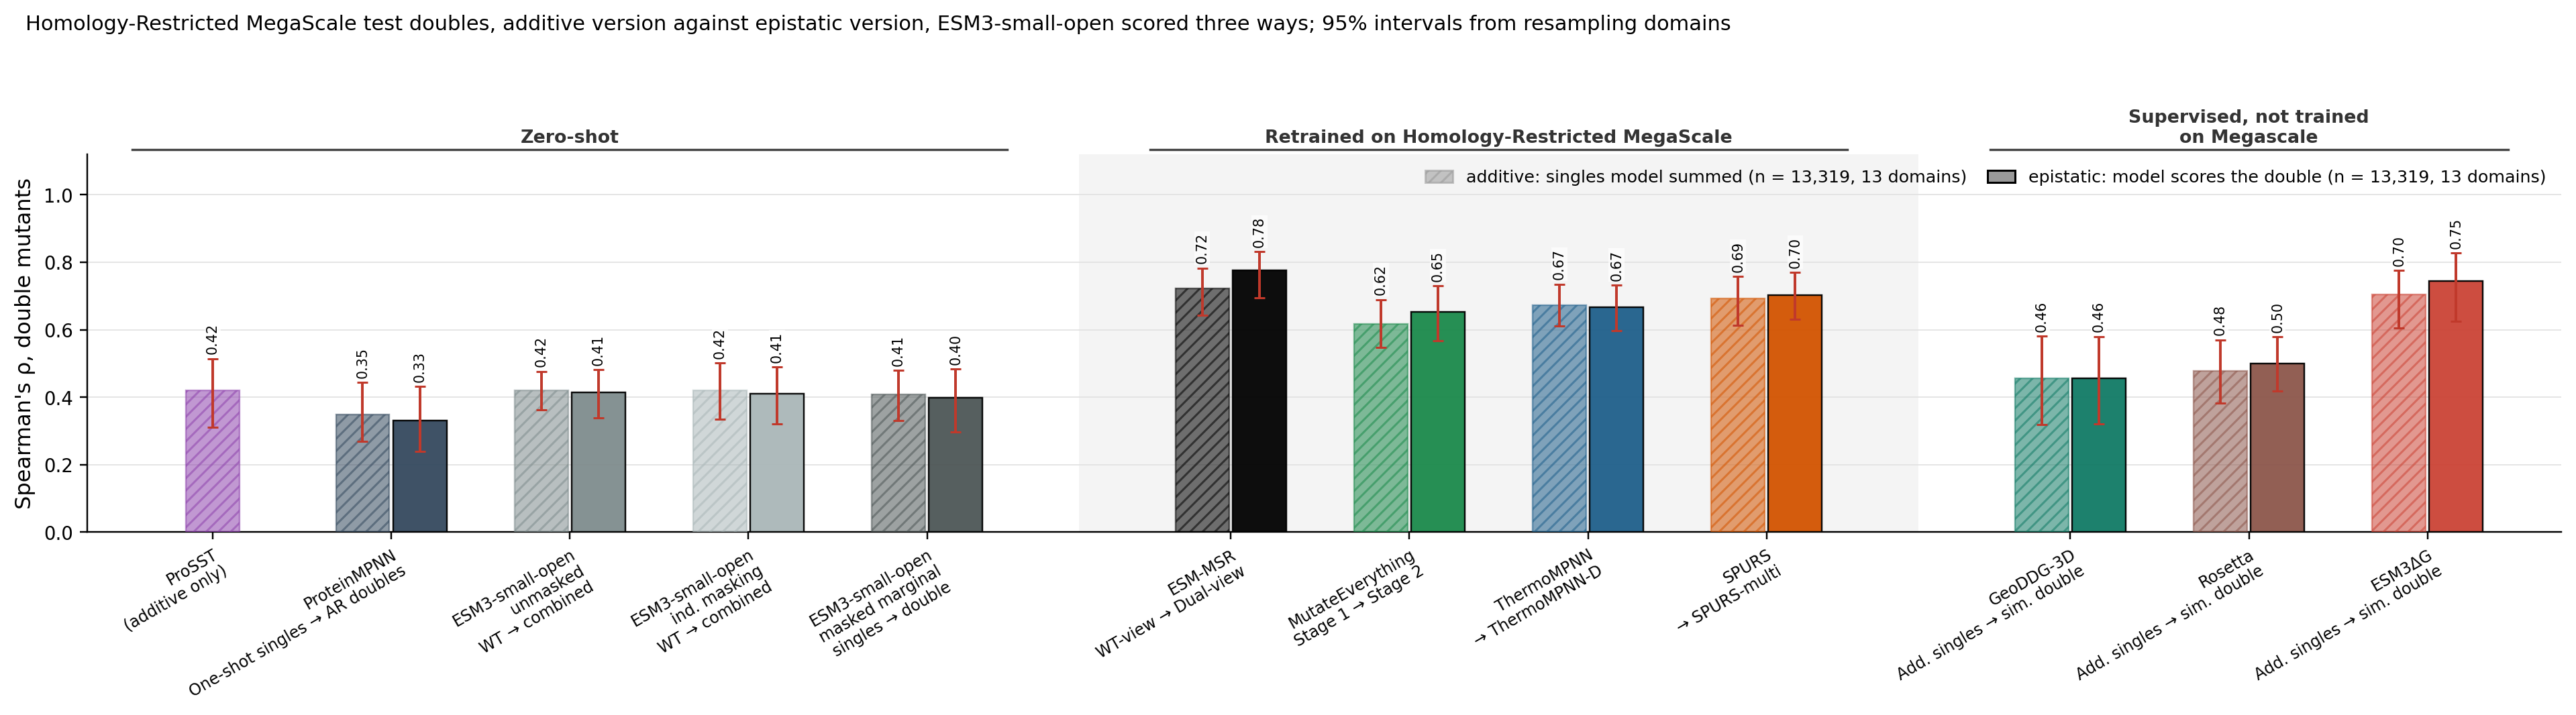 Homology-Restricted MegaScale test doubles, additive version against epistatic version, ESM3-small-open scored three ways; 95% intervals from resampling domains
Zero-shot
Retrained on Homology-Restricted MegaScale
Supervised, not trained
on Megascale
additive: singles model summed (n = 13,319, 13 domains)
epistatic: model scores the double (n = 13,319, 13 domains)
Spearman's ρ, double mutants
1.0
0.8
0.6
0.4
0.2
0.0
0.42
0.35
0.33
0.42
0.41
0.42
0.41
0.41
0.40
0.72
0.78
0.62
0.65
0.67
0.67
0.69
0.70
0.46
0.46
0.48
0.50
0.70
0.75
ProSST
(additive only)
ProteinMPNN
One-shot singles → AR doubles
ESM3-small-open
unmasked
WT → combined
ESM3-small-open
ind. masking
WT → combined
ESM3-small-open
masked marginal
singles → double
ESM-MSR
WT-view → Dual-view
MutateEverything
Stage 1 → Stage 2
ThermoMPNN
→ ThermoMPNN-D
SPURS
→ SPURS-multi
GeoDDG-3D
Add. singles → sim. double
Rosetta
Add. singles → sim. double
ESM3ΔG
Add. singles → sim. double